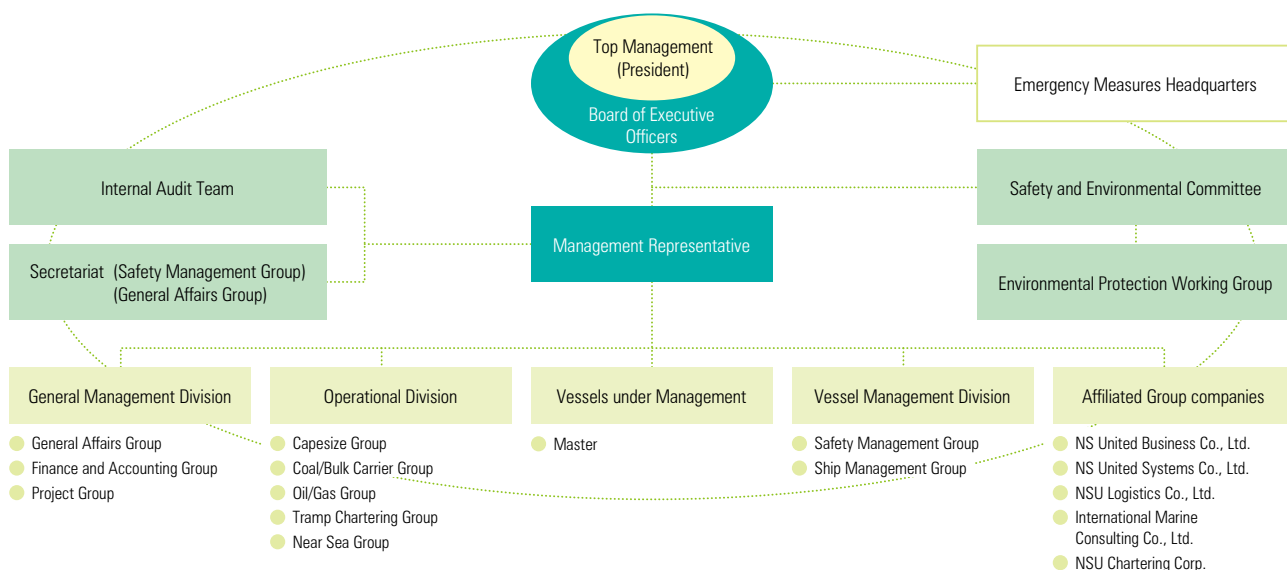 Top Management
(President)
Board of Executive
Officers
Emergency Measures Headquarters
Internal Audit Team
Safety and Environmental Committee
Management Representative
Secretariat (Safety Management Group)
(General Affairs Group)
Environmental Protection Working Group
General Management Division
General Affairs Group
Finance and Accounting Group
Project Group
Operational Division
Capesize Group
Coal/Bulk Carrier Group
Oil/Gas Group
Tramp Chartering Group
Near Sea Group
Vessels under Management
Master
Vessel Management Division
Safety Management Group
Ship Management Group
Affiliated Group companies
NS United Business Co., Ltd.
NS United Systems Co., Ltd.
NSU Logistics Co., Ltd.
International Marine
Consulting Co., Ltd.
NSU Chartering Corp.